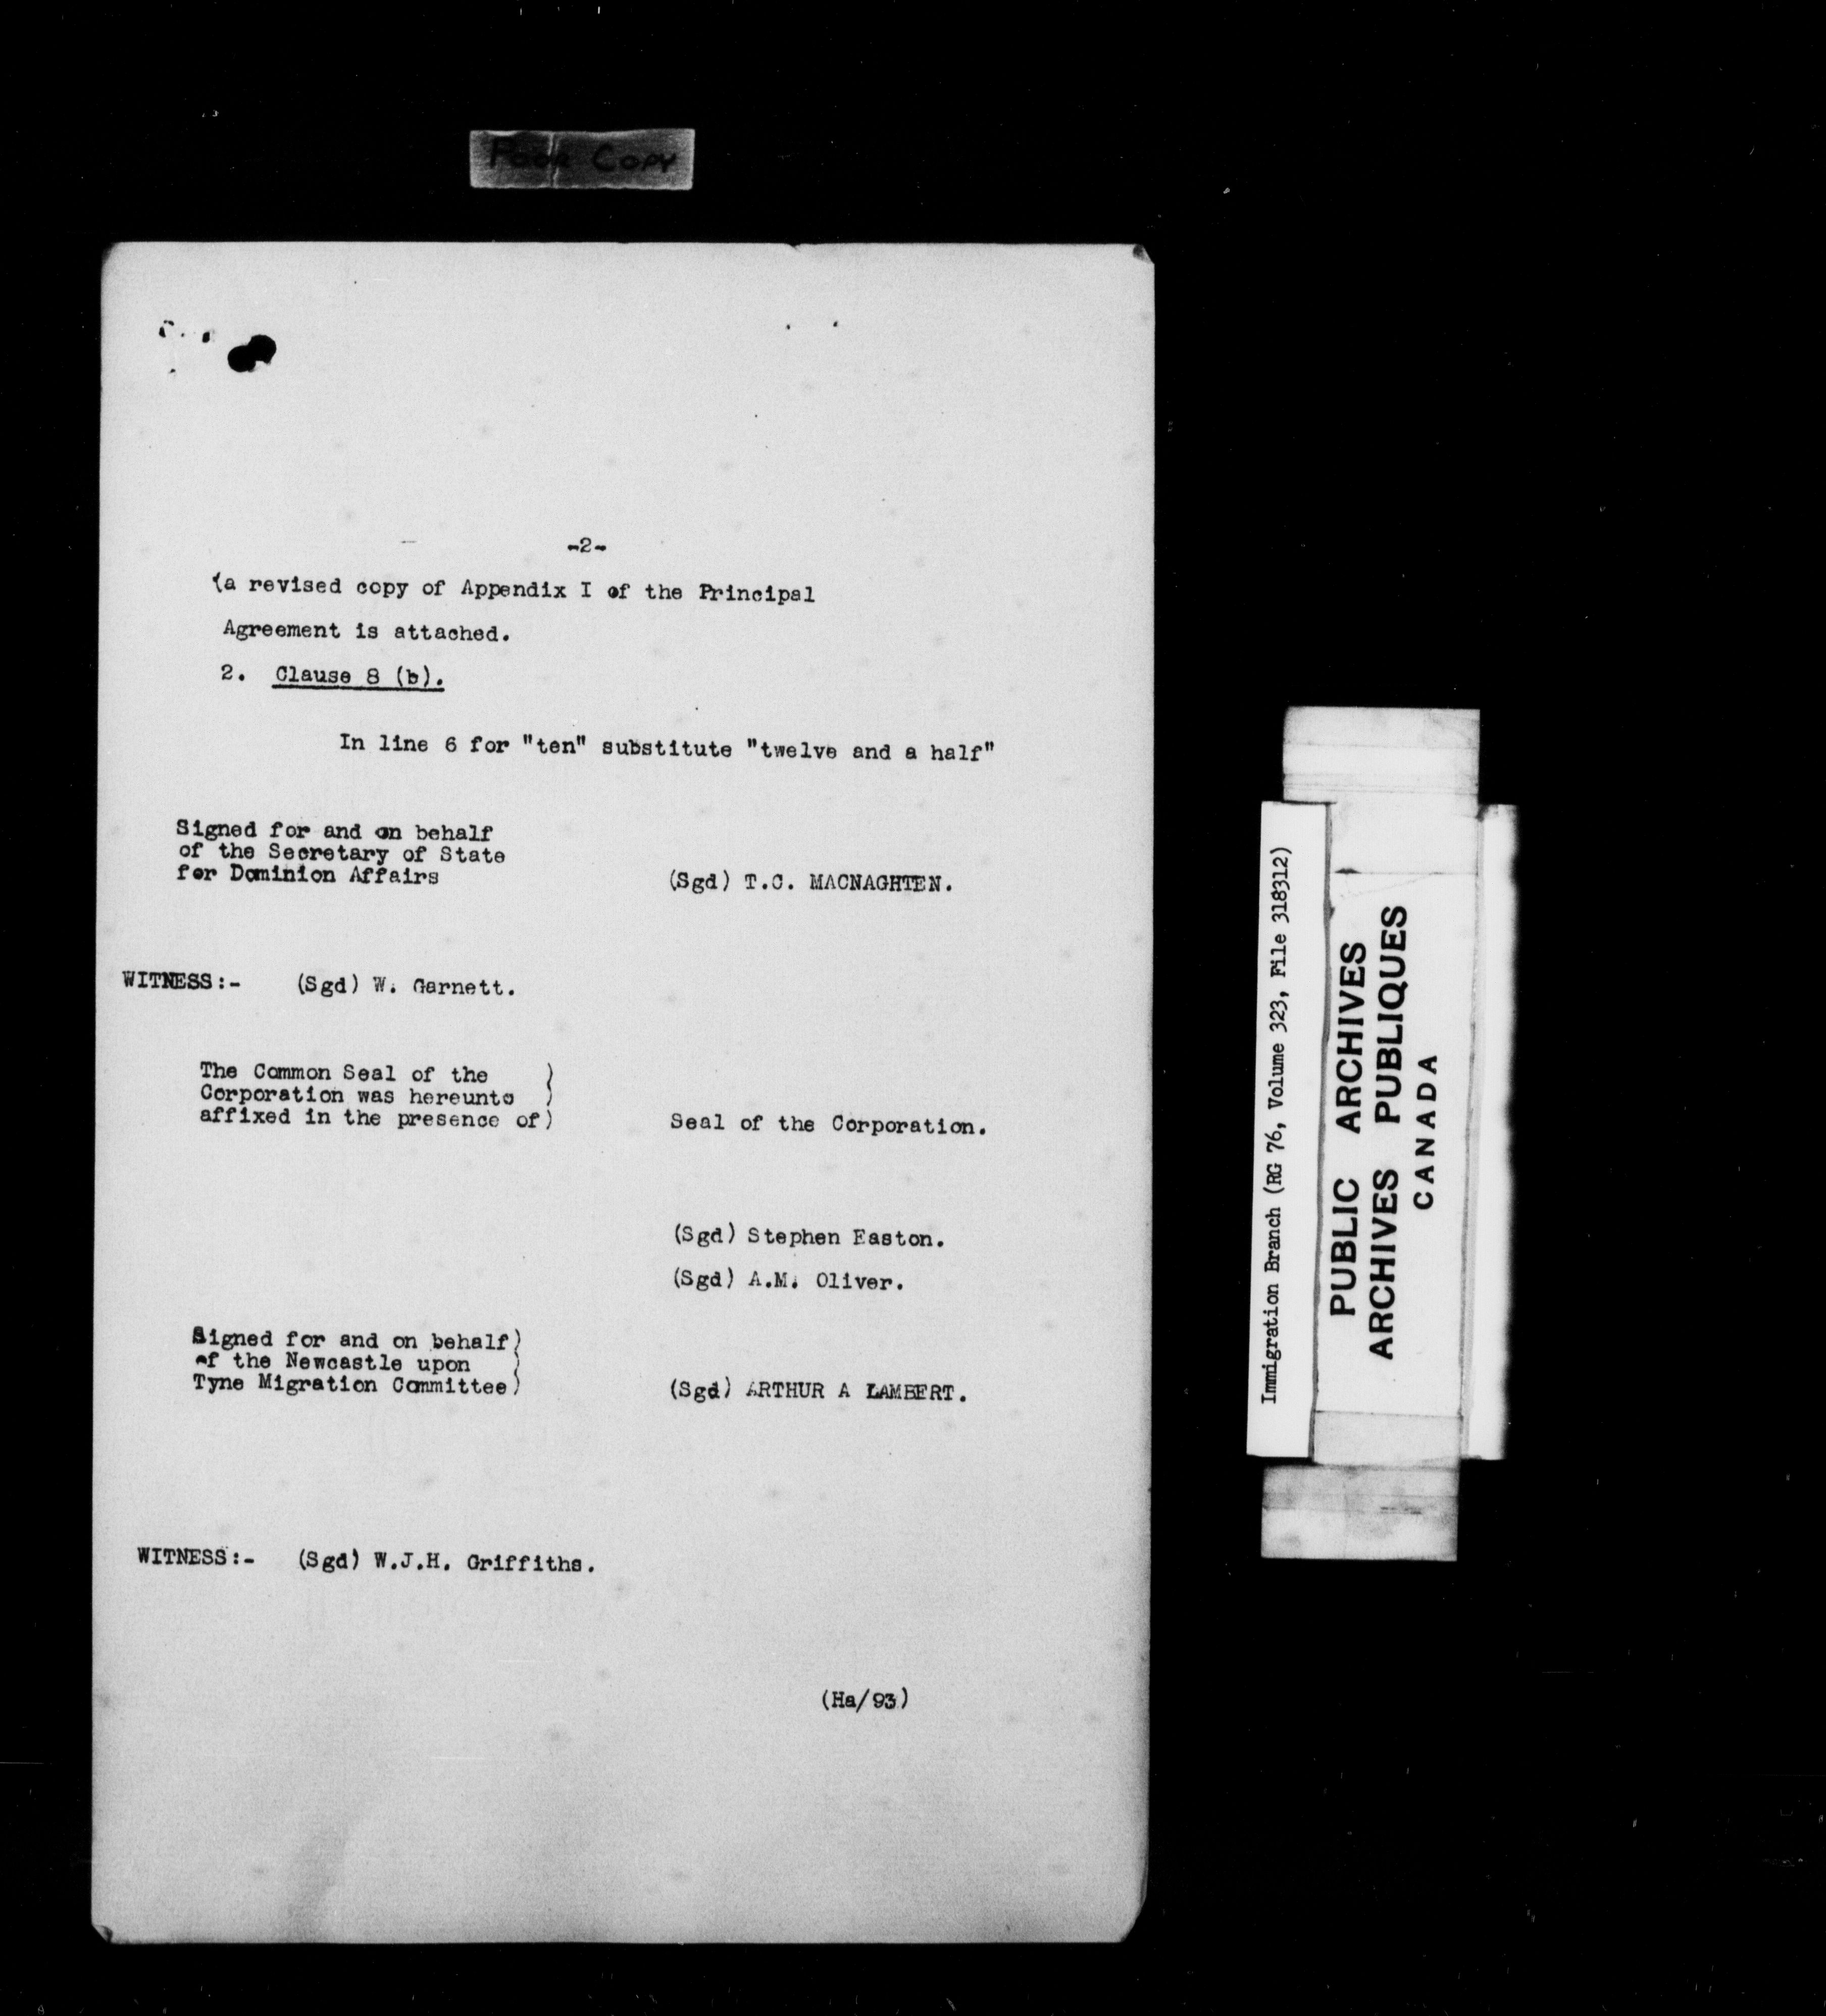 Poor Copy
-2-
(a revised copy of Appendix I of the Principal
Agreement is attached.
2. Clause 8 (b).
In line 6 for "ten" substitute "twelve and a half"
Signed for and on behalf
of the Secretary of State
for Dominion Affairs
(Sgd) T.C. MACNAGHTEN.
WITNESS:- (Sgd) W. Garnett.
The Common Seal of the )
Corporation was hereunto )
affixed in the presence of)
Seal of the Corporation.
(Sgd) Stephen Easton.
(Sgd) A.M. Oliver.
Signed for and on behalf)
of the Newcastle upon )
Tyne Migration Committee)
(Sgd) ARTHUR A LAMBERT.
WITNESS:- (Sgd) W.J.H. Griffiths.
(Ha/93)
Immigration Branch (RG 76, Volume 323, File 318312)
PUBLIC ARCHIVES
ARCHIVES PUBLIQUES
CANADA